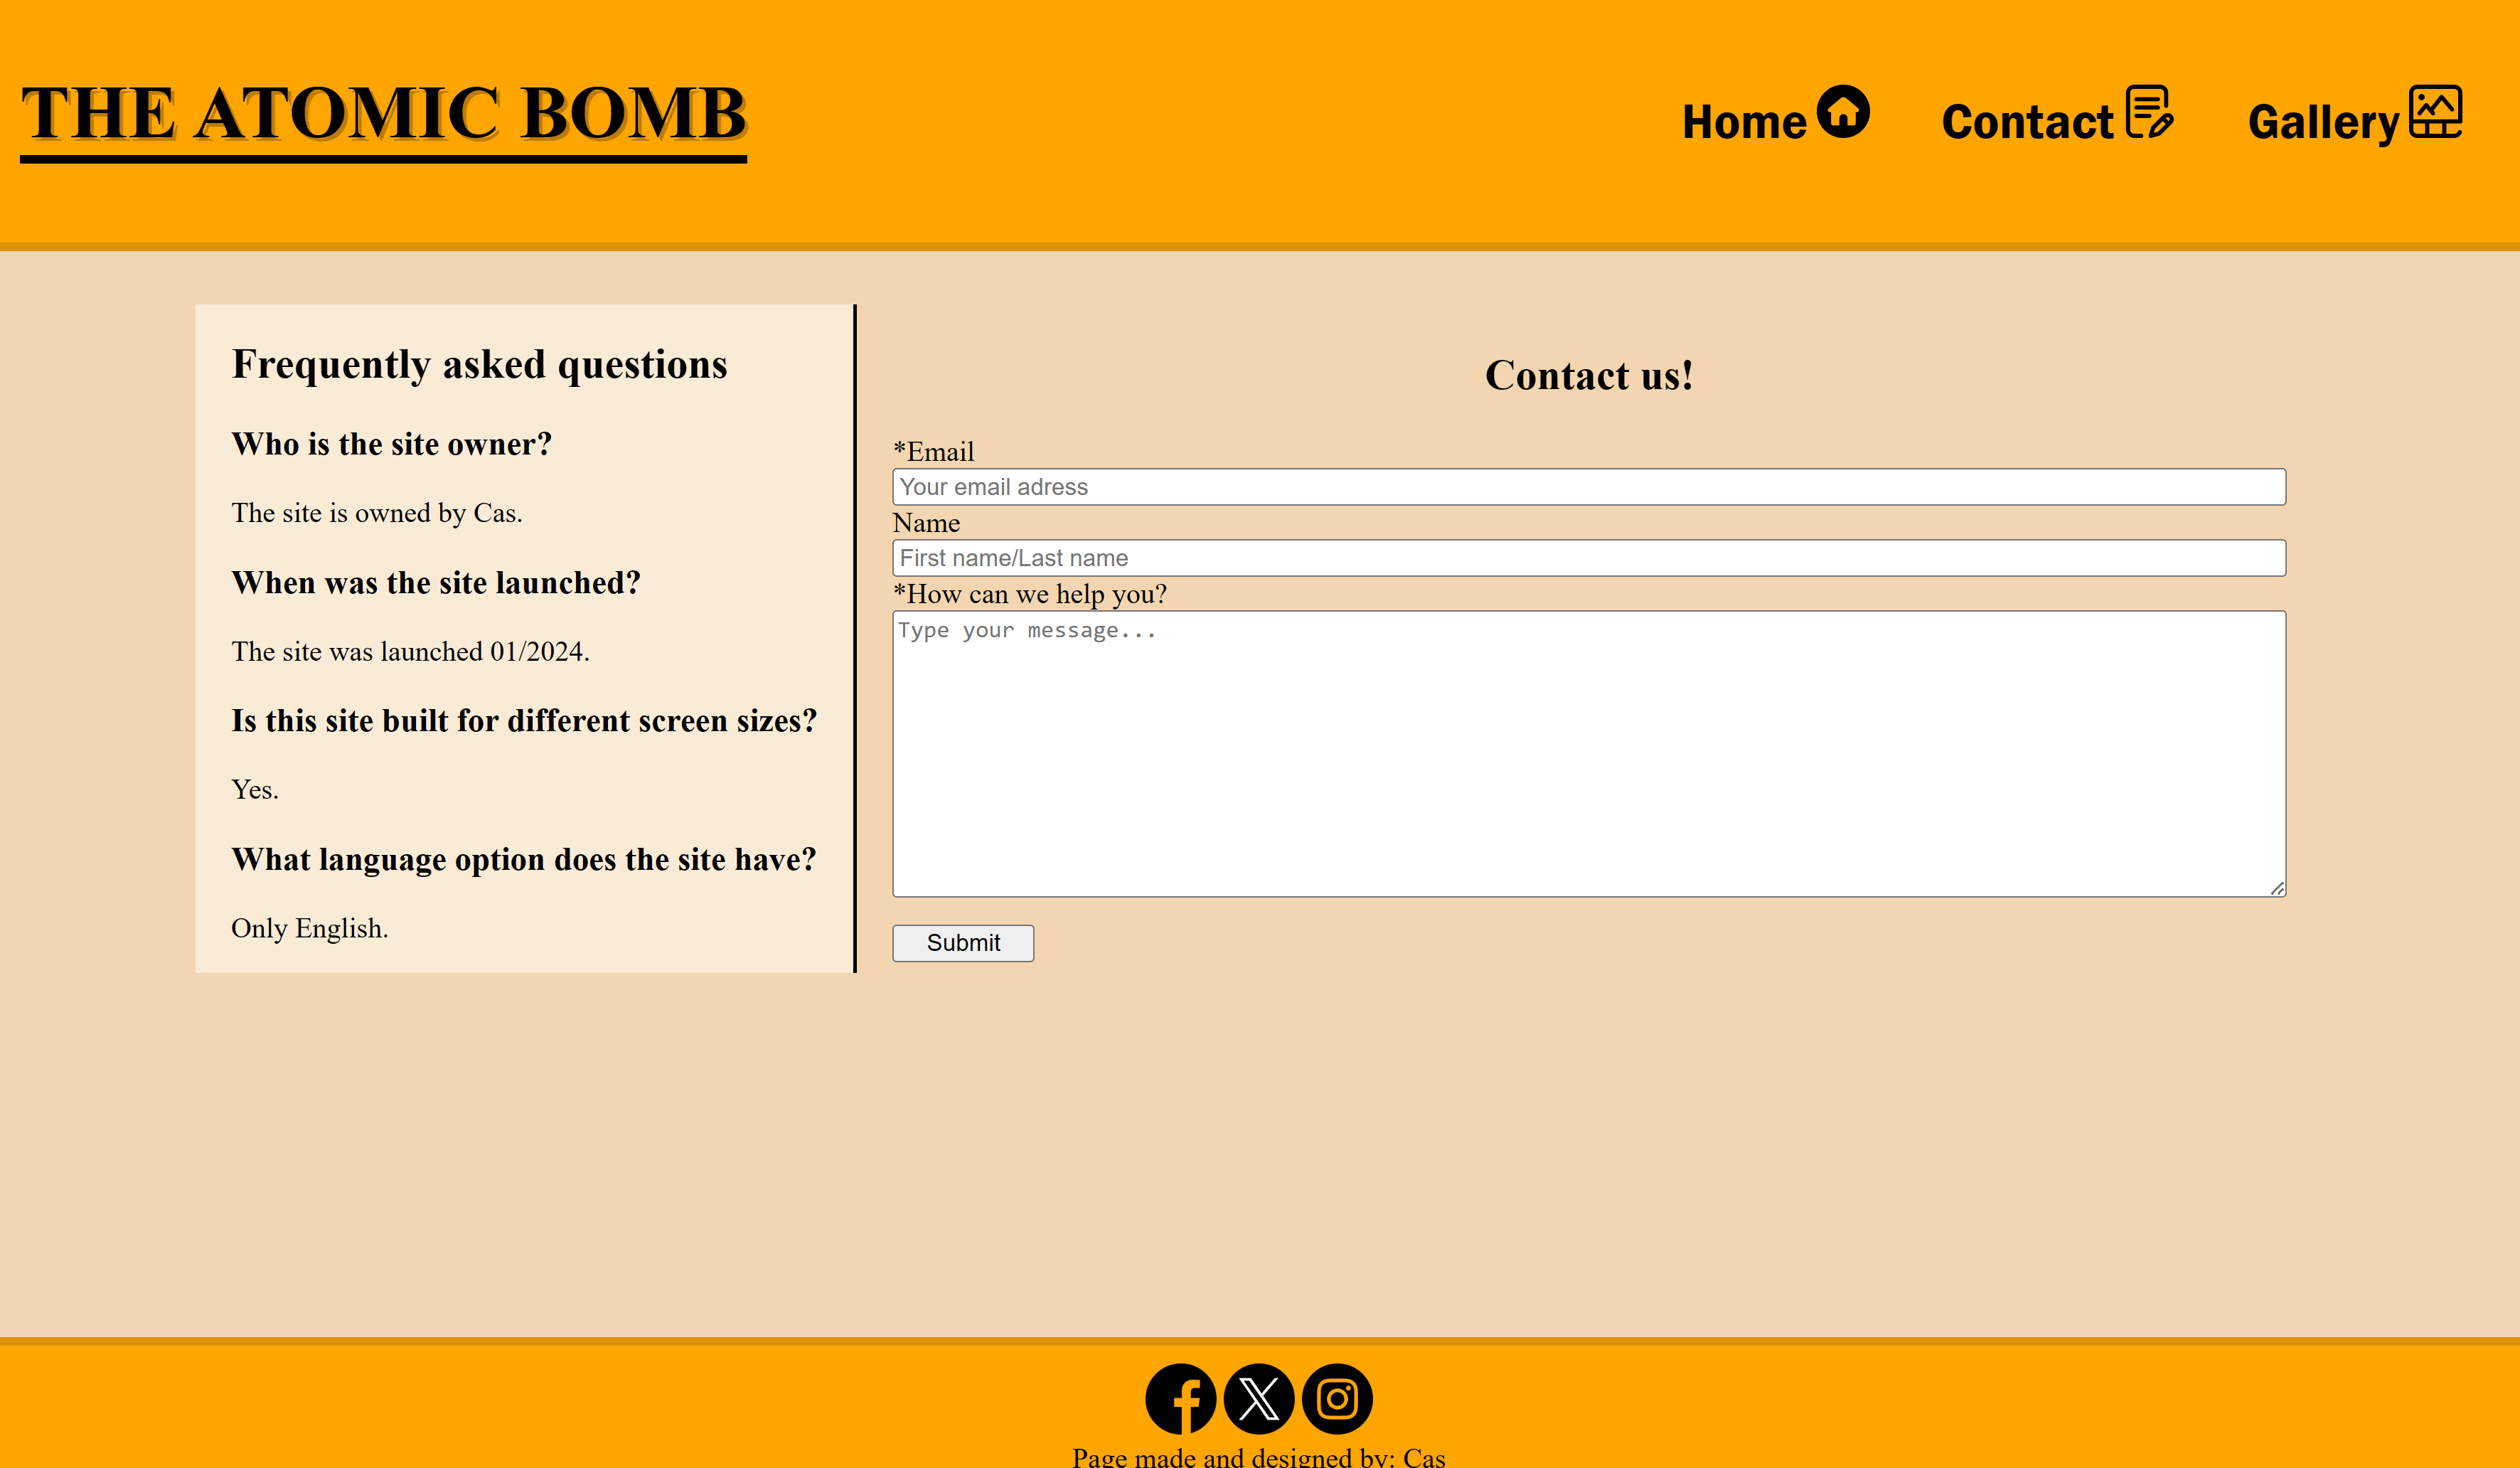 THE ATOMIC BOMB
Home
Contact
Gallery
Frequently asked questions
Who is the site owner?
The site is owned by Cas.
When was the site launched?
The site was launched 01/2024.
Is this site built for different screen sizes?
Yes.
What language option does the site have?
Only English.
Contact us!
*Email
Your email adress
Name
First name/Last name
*How can we help you?
Type your message...
Submit
Page made and designed by: Cas